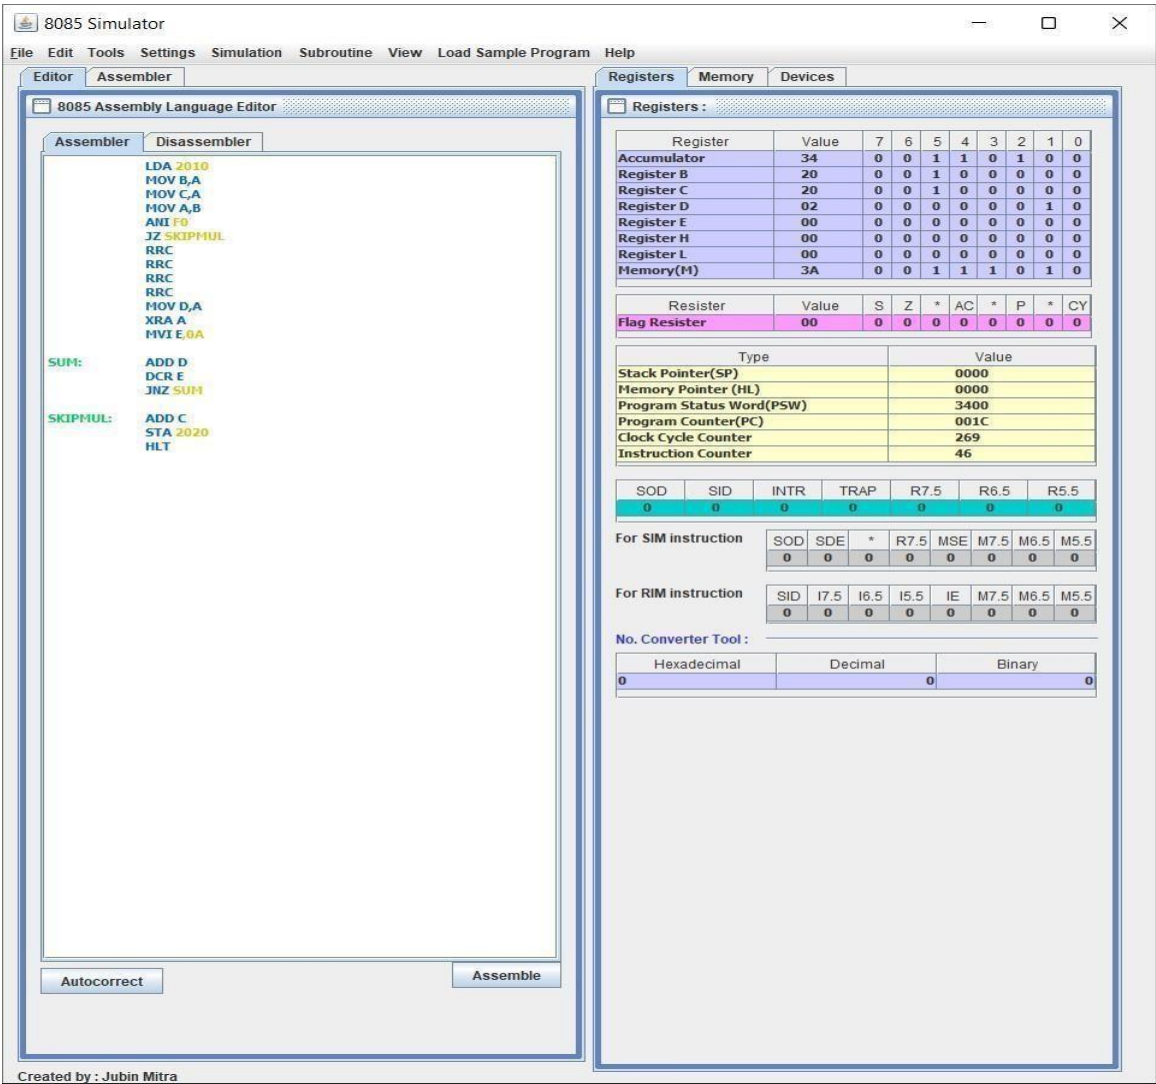 8085 Simulator
File Edit Tools Settings Simulation Subroutine View Load Sample Program Help
Editor Assembler
8085 Assembly Language Editor
Assembler Disassembler
LDA 2010
MOV B,A
MOV C,A
MOV A,B
ANI F0
JZ SKIPMUL
RRC
RRC
RRC
RRC
MOV D,A
XRA A
MVI E,0A
SUM: ADD D
DCR E
JNZ SUM
SKIPMUL: ADD C
STA 2020
HLT
Autocorrect Assemble
Registers Memory Devices
Registers :
Register Value 7 6 5 4 3 2 1 0
Accumulator 34 0 0 1 1 0 1 0 0
Register B 20 0 0 1 0 0 0 0 0
Register C 20 0 0 1 0 0 0 0 0
Register D 02 0 0 0 0 0 0 1 0
Register E 00 0 0 0 0 0 0 0 0
Register H 00 0 0 0 0 0 0 0 0
Register L 00 0 0 0 0 0 0 0 0
Memory(M) 3A 0 0 1 1 1 0 1 0
Resister Value S Z * AC * P * CY
Flag Resister 00 0 0 0 0 0 0 0 0
Type Value
Stack Pointer(SP) 0000
Memory Pointer (HL) 0000
Program Status Word(PSW) 3400
Program Counter(PC) 001C
Clock Cycle Counter 269
Instruction Counter 46
SOD SID INTR TRAP R7.5 R6.5 R5.5
0 0 0 0 0 0 0
For SIM instruction SOD SDE * R7.5 MSE M7.5 M6.5 M5.5
0 0 0 0 0 0 0 0
For RIM instruction SID I7.5 I6.5 I5.5 IE M7.5 M6.5 M5.5
0 0 0 0 0 0 0 0
No. Converter Tool :
Hexadecimal Decimal Binary
0 0 0
Created by : Jubin Mitra